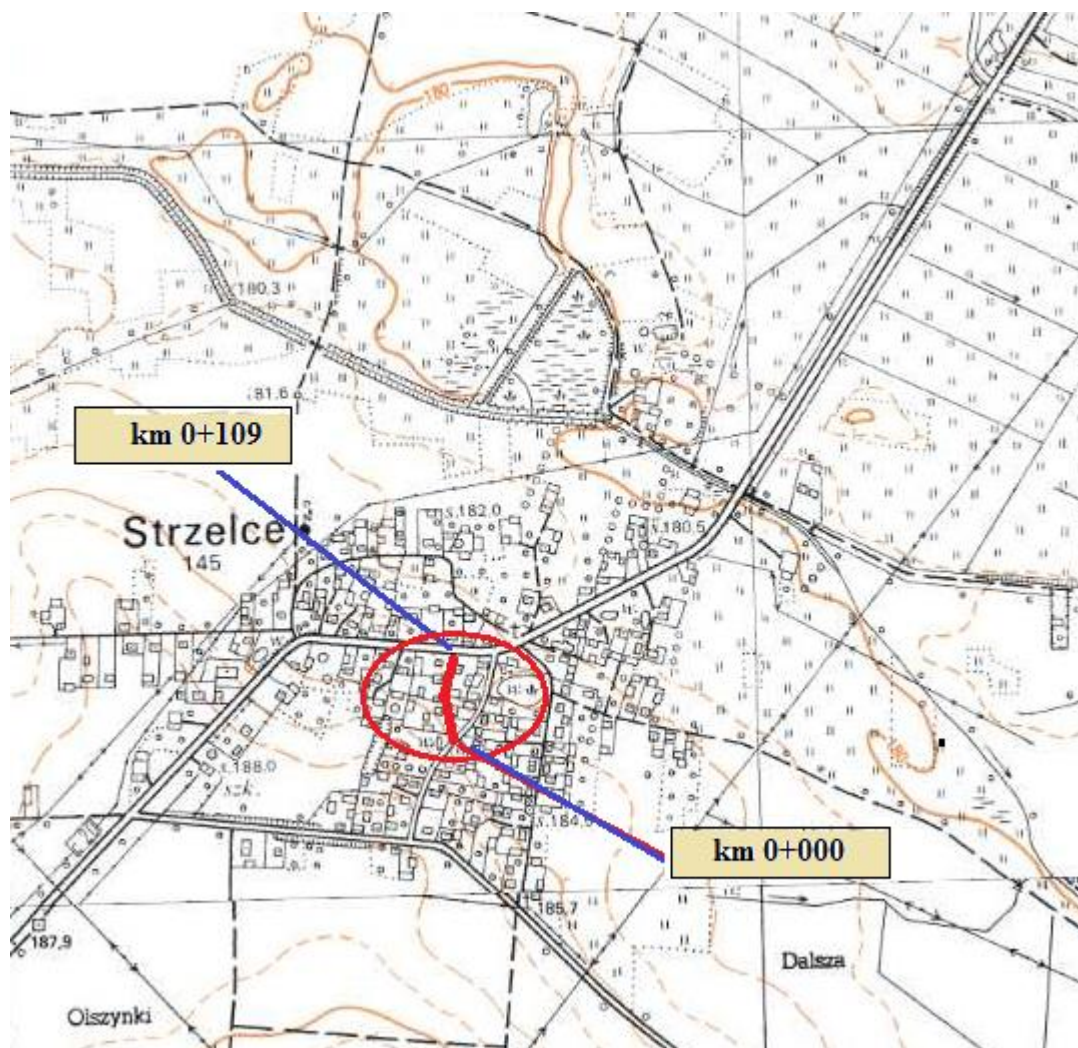 180
180,3
81.6
km 0+109
Strzelce
145
s.182.0
s.180.5
W.
s.188.0
szk.
180
s.184.
km 0+000
185,7
187,9
Dalsza
Olszynki